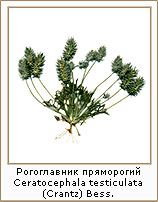 Рогоглавник пряморогий
Ceratocephala testiculata
(Crantz) Bess.